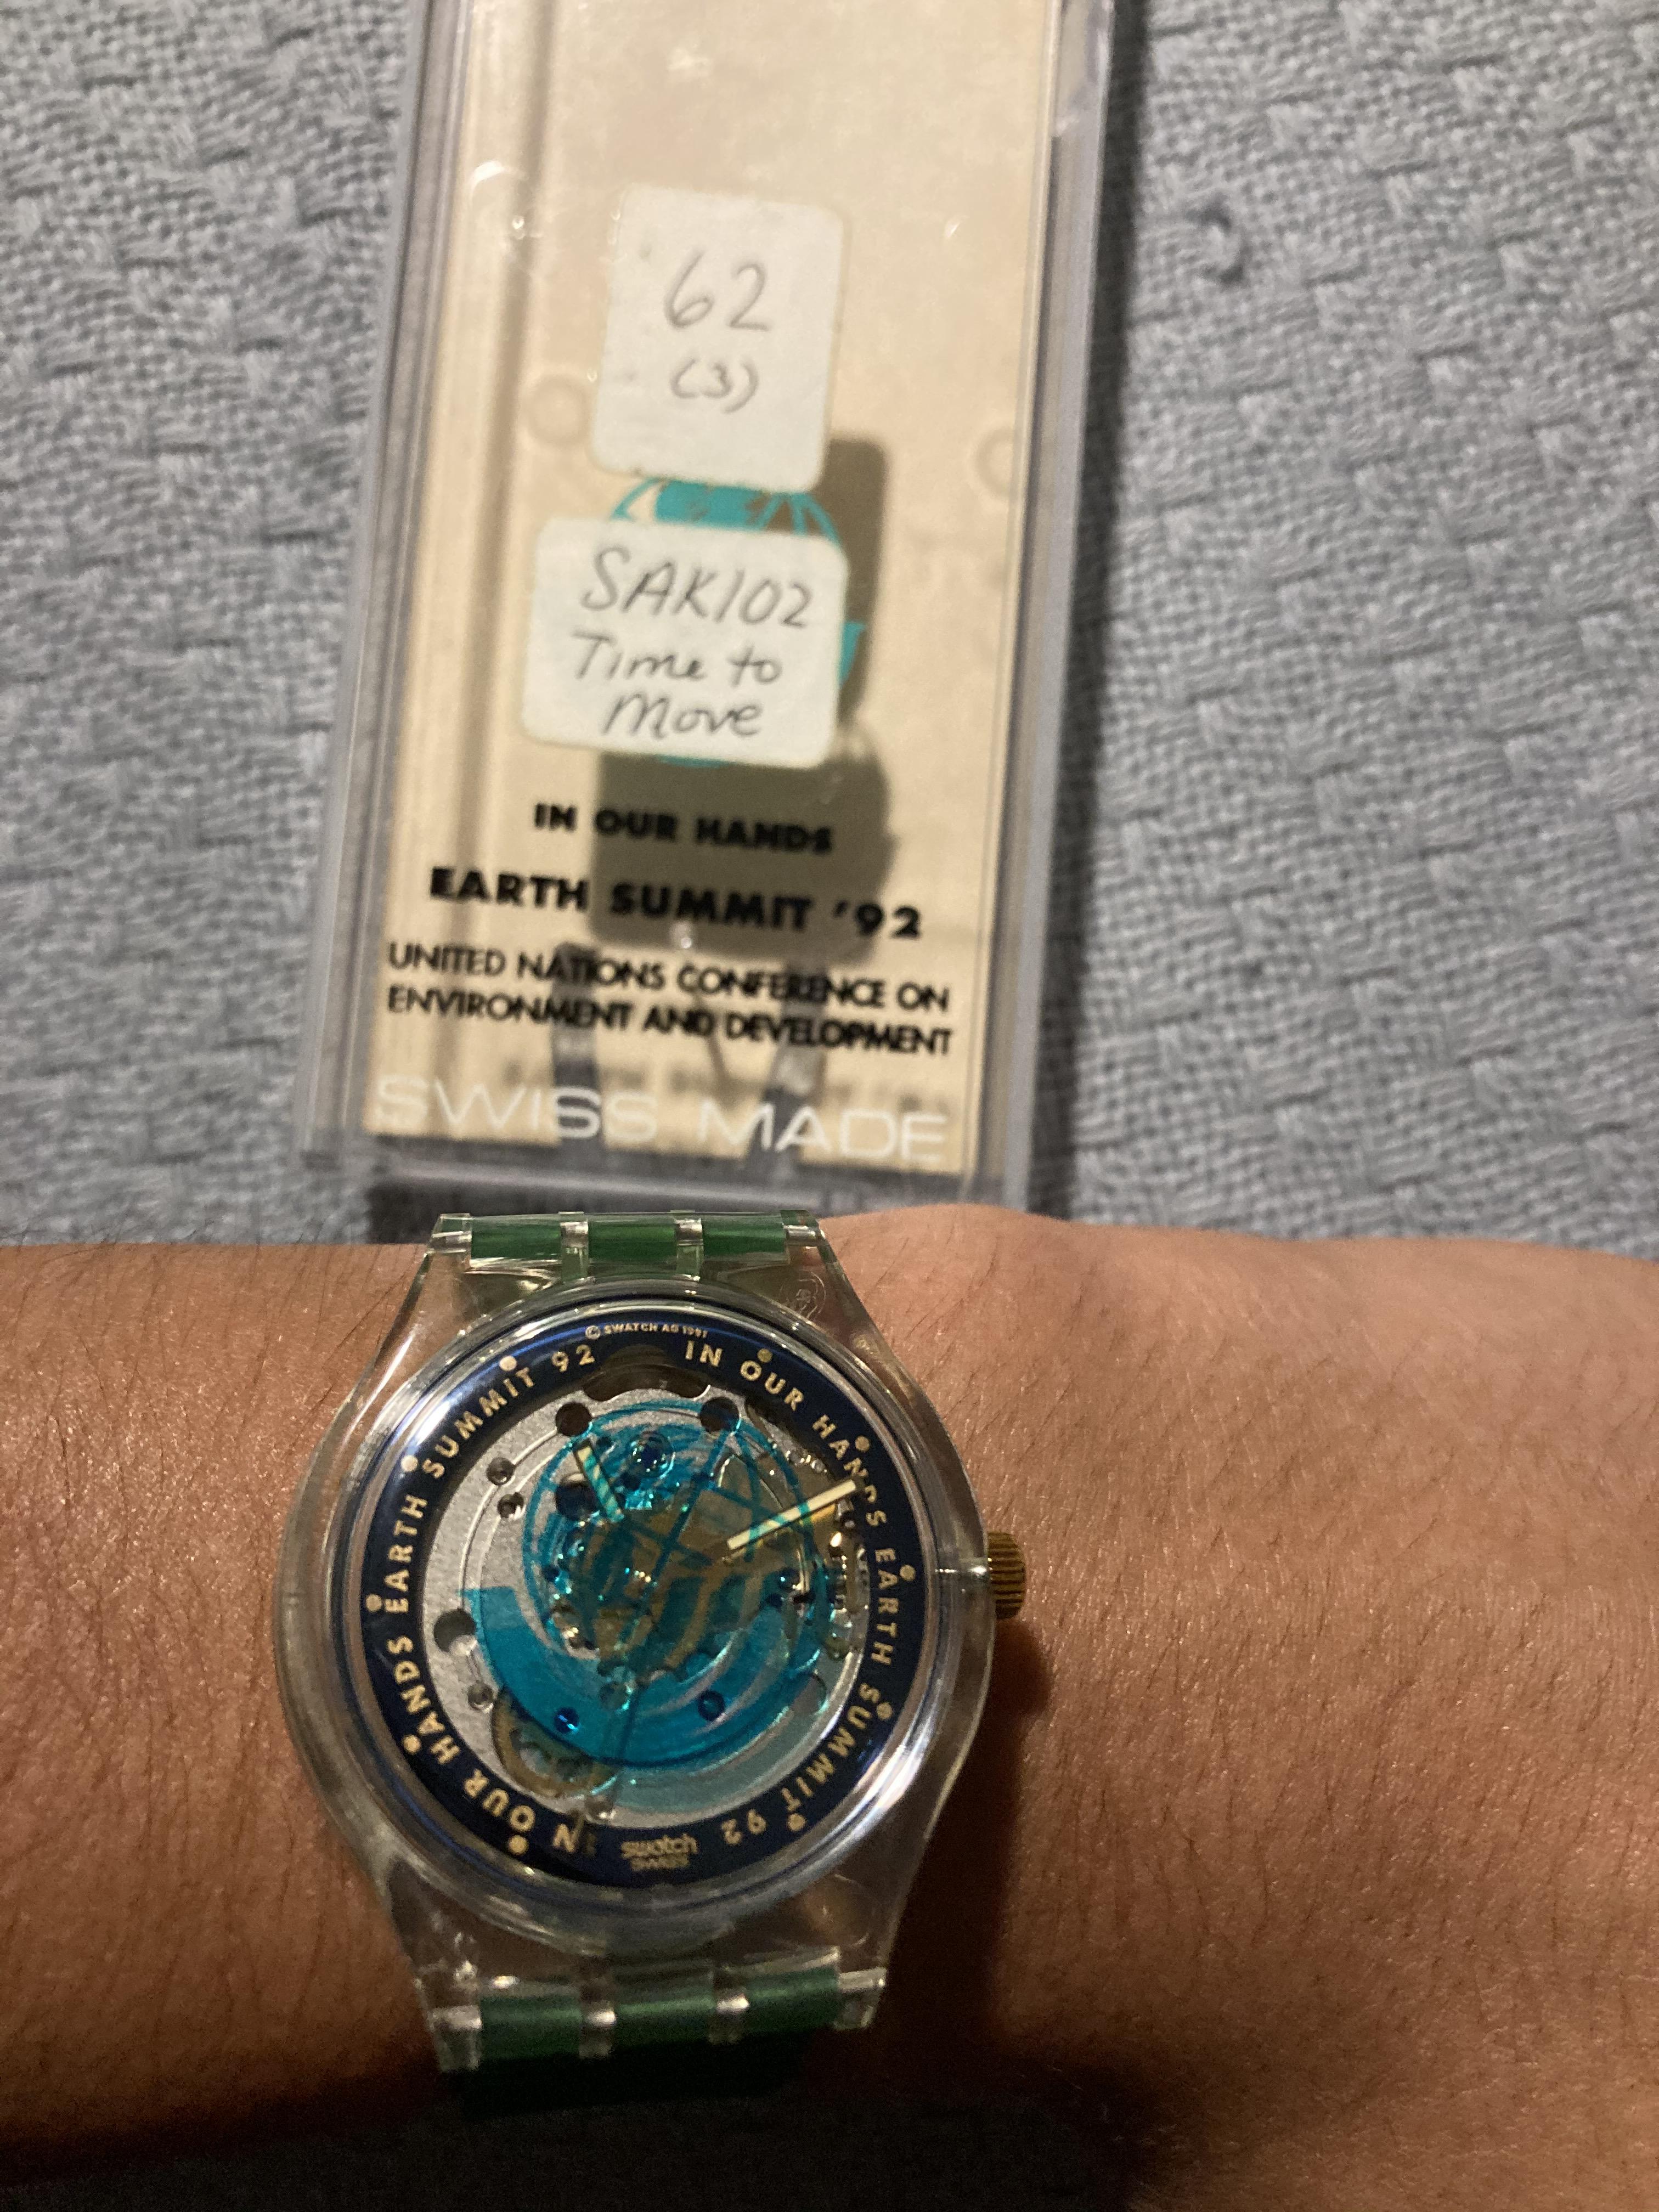 62
(3)
SAK102
Time to
Move
IN OUR HANDS
EARTH SUMMIT '92
UNITED NATIONS CONFERENCE ON
ENVIRONMENT AND DEVELOPMENT
SWISS MADE
© SWATCH AG 1991
IN OUR HANDS EARTH SUMMIT 92
IN OUR HANDS EARTH SUMMIT 92
swatch
SWISS